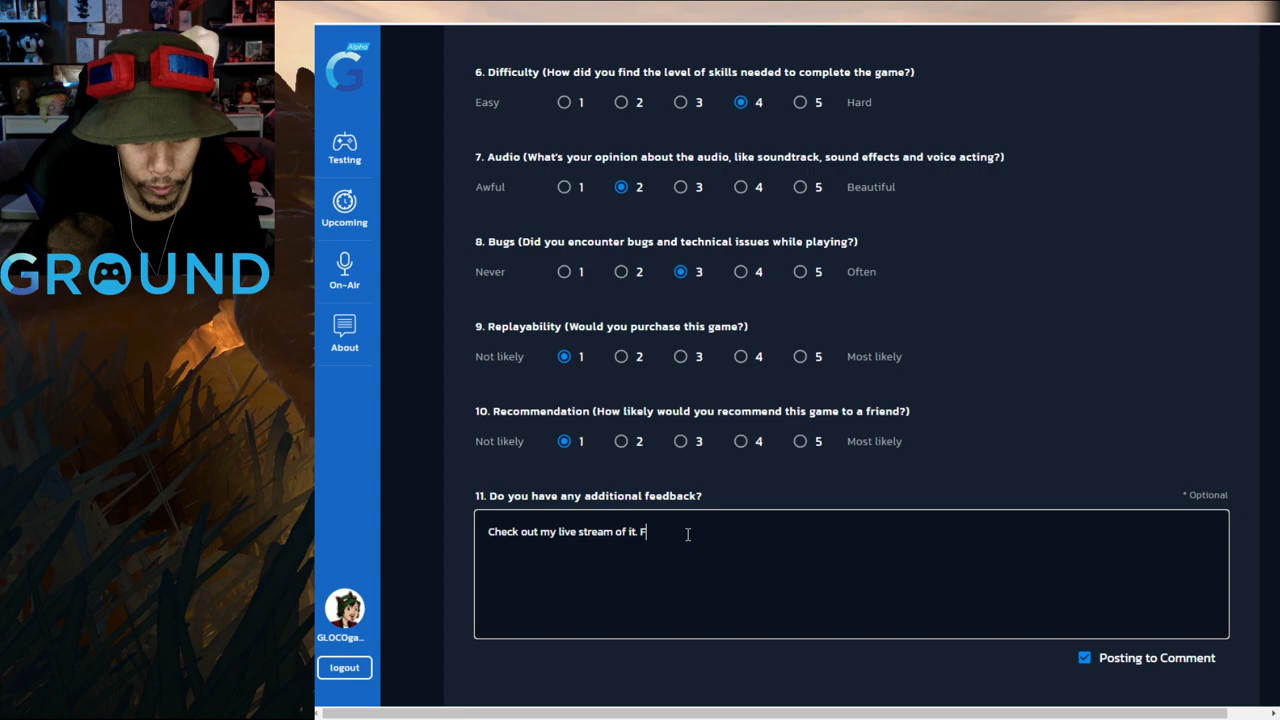 Alpha
G
Testing
Upcoming
On-Air
About
GLOCOga...
logout
GROUND
6. Difficulty (How did you find the level of skills needed to complete the game?)
Easy 1 2 3 4 5 Hard
7. Audio (What's your opinion about the audio, like soundtrack, sound effects and voice acting?)
Awful 1 2 3 4 5 Beautiful
8. Bugs (Did you encounter bugs and technical issues while playing?)
Never 1 2 3 4 5 Often
9. Replayability (Would you purchase this game?)
Not likely 1 2 3 4 5 Most likely
10. Recommendation (How likely would you recommend this game to a friend?)
Not likely 1 2 3 4 5 Most likely
11. Do you have any additional feedback? * Optional
Check out my live stream of it. F
Posting to Comment